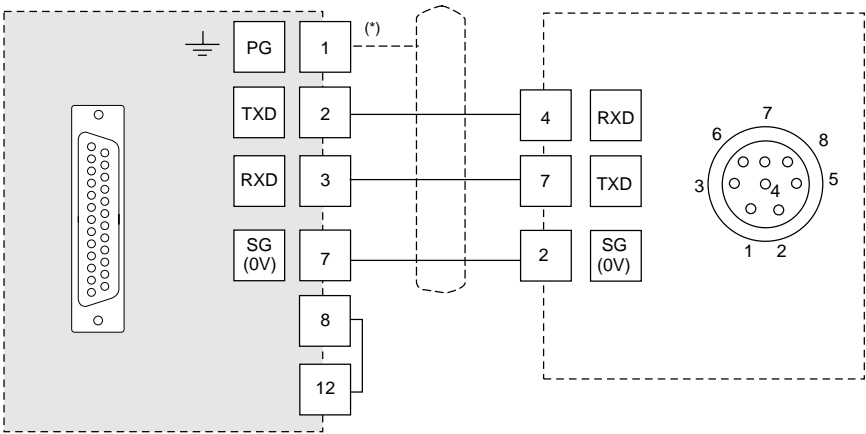 PG 1 (*)
TXD 2 4 RXD
RXD 3 7 TXD
SG
(0V) 7 2 SG
(0V)
8
12
7
6 8
3 4 5
1 2